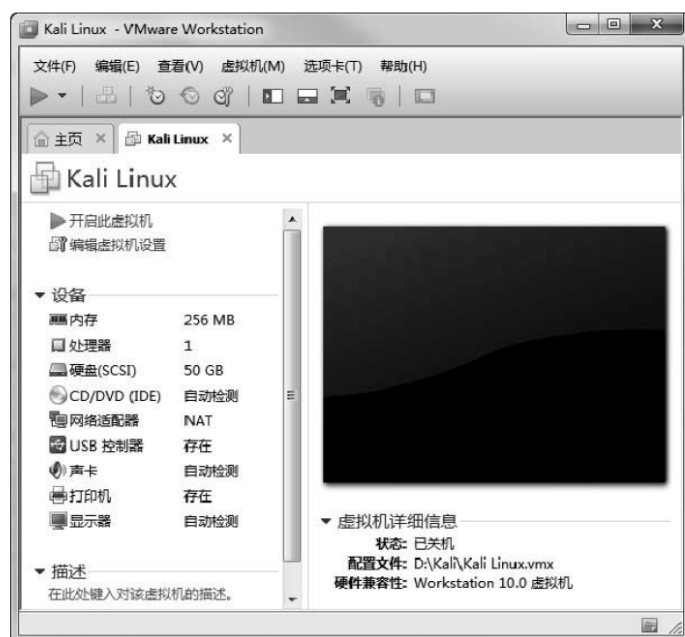 Kali Linux - VMware Workstation
文件(F) 编辑(E) 查看(V) 虚拟机(M) 选项卡(T) 帮助(H)
主页 Kali Linux
Kali Linux
开启此虚拟机
编辑虚拟机设置
设备
内存 256 MB
处理器 1
硬盘(SCSI) 50 GB
CD/DVD (IDE) 自动检测
网络适配器 NAT
USB 控制器 存在
声卡 自动检测
打印机 存在
显示器 自动检测
描述
在此处键入对该虚拟机的描述。
虚拟机详细信息
状态: 已关机
配置文件: D:\Kali\Kali Linux.vmx
硬件兼容性: Workstation 10.0 虚拟机